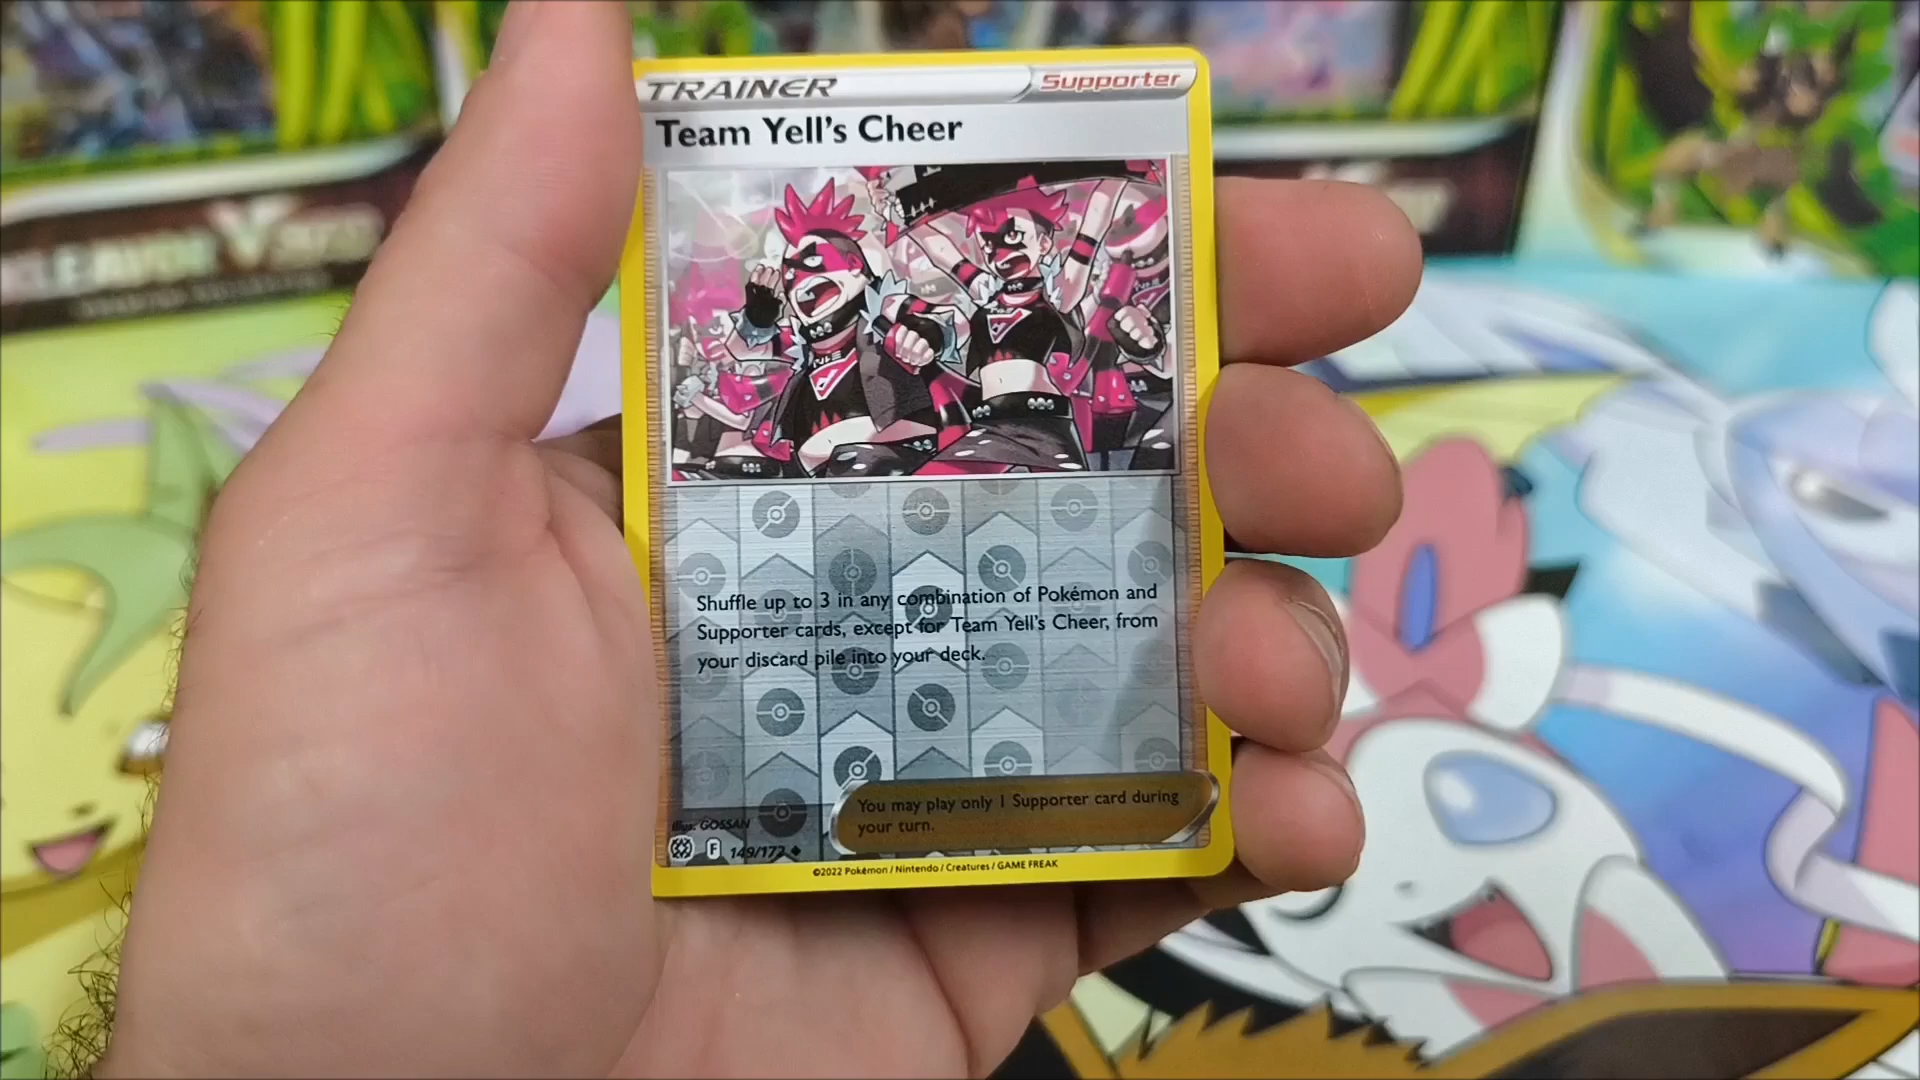 TRAINER Supporter
Team Yell's Cheer
Shuffle up to 3 in any combination of Pokémon and
Supporter cards, except for Team Yell's Cheer, from
your discard pile into your deck.
You may play only 1 Supporter card during
your turn.
Illus. GOSSAN
F 149/172
©2022 Pokémon / Nintendo / Creatures / GAME FREAK